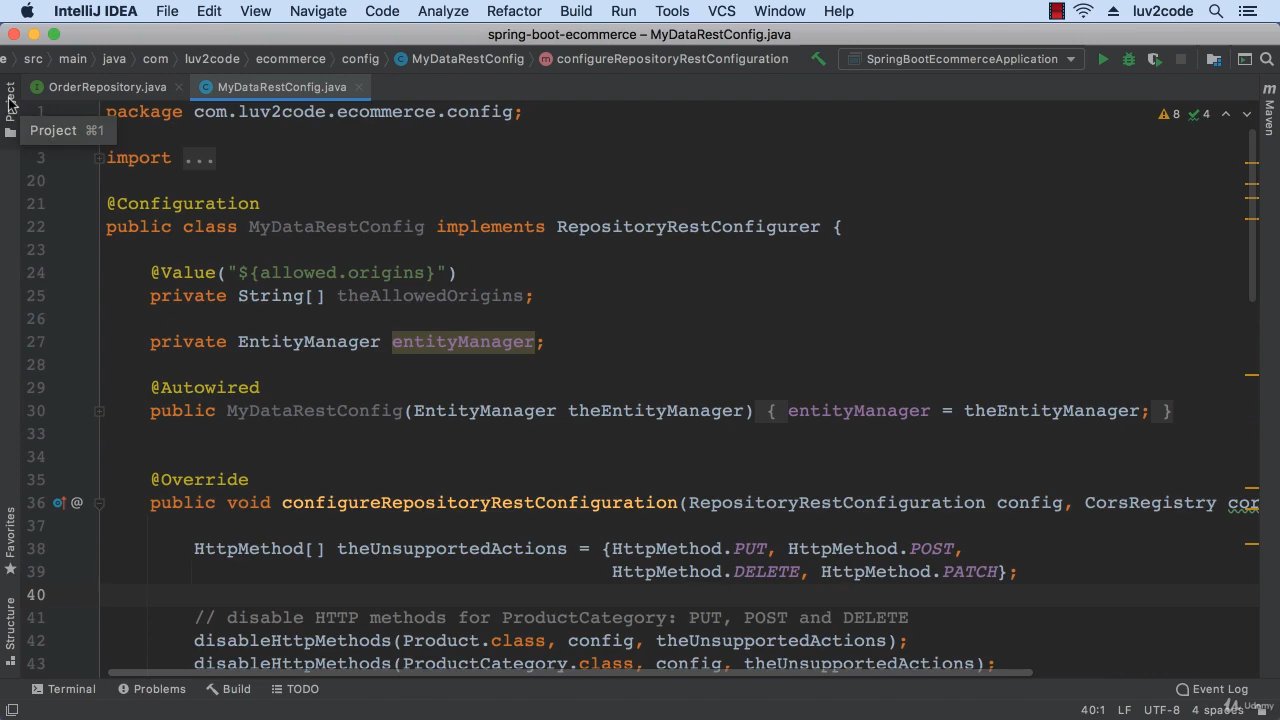 IntelliJ IDEA File Edit View Navigate Code Analyze Refactor Build Run Tools VCS Window Help luv2code
spring-boot-ecommerce – MyDataRestConfig.java
e src main java com luv2code ecommerce config MyDataRestConfig configureRepositoryRestConfiguration SpringBootEcommerceApplication
OrderRepository.java MyDataRestConfig.java
Project
Project ⌘1
Maven
8 4
1 package com.luv2code.ecommerce.config;
3 import ...
20
21 @Configuration
22 public class MyDataRestConfig implements RepositoryRestConfigurer {
23
24 @Value("${allowed.origins}")
25 private String[] theAllowedOrigins;
26
27 private EntityManager entityManager;
28
29 @Autowired
30 public MyDataRestConfig(EntityManager theEntityManager) { entityManager = theEntityManager; }
33
34
35 @Override
36 @ public void configureRepositoryRestConfiguration(RepositoryRestConfiguration config, CorsRegistry cor
37
38 HttpMethod[] theUnsupportedActions = {HttpMethod.PUT, HttpMethod.POST,
39 HttpMethod.DELETE, HttpMethod.PATCH};
40
41 // disable HTTP methods for ProductCategory: PUT, POST and DELETE
42 disableHttpMethods(Product.class, config, theUnsupportedActions);
43 disableHttpMethods(ProductCategory.class, config, theUnsupportedActions);
Favorites
Structure
Terminal Problems Build TODO Event Log
40:1 LF UTF-8 4 spaces
Udemy